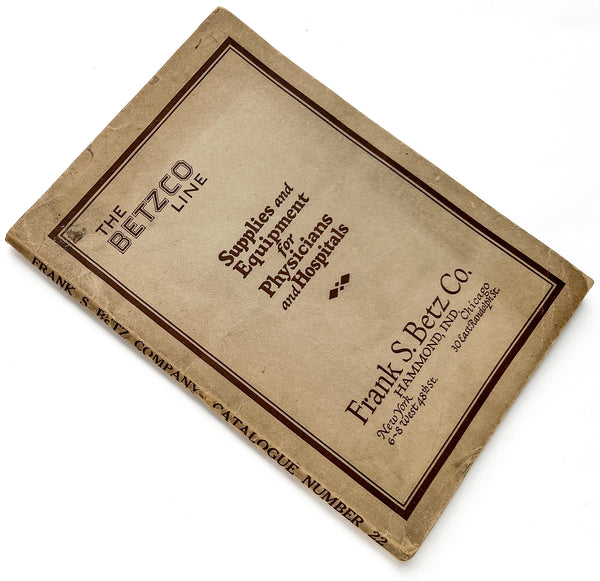 THE
BETZCO
LINE
Supplies and
Equipment
for
Physicians
and Hospitals
Frank S. Betz Co.
HAMMOND, IND.
New York
6-8 West 48th St.
Chicago
30 East Randolph St.
FRANK S. BETZ COMPANY, CATALOGUE NUMBER 22